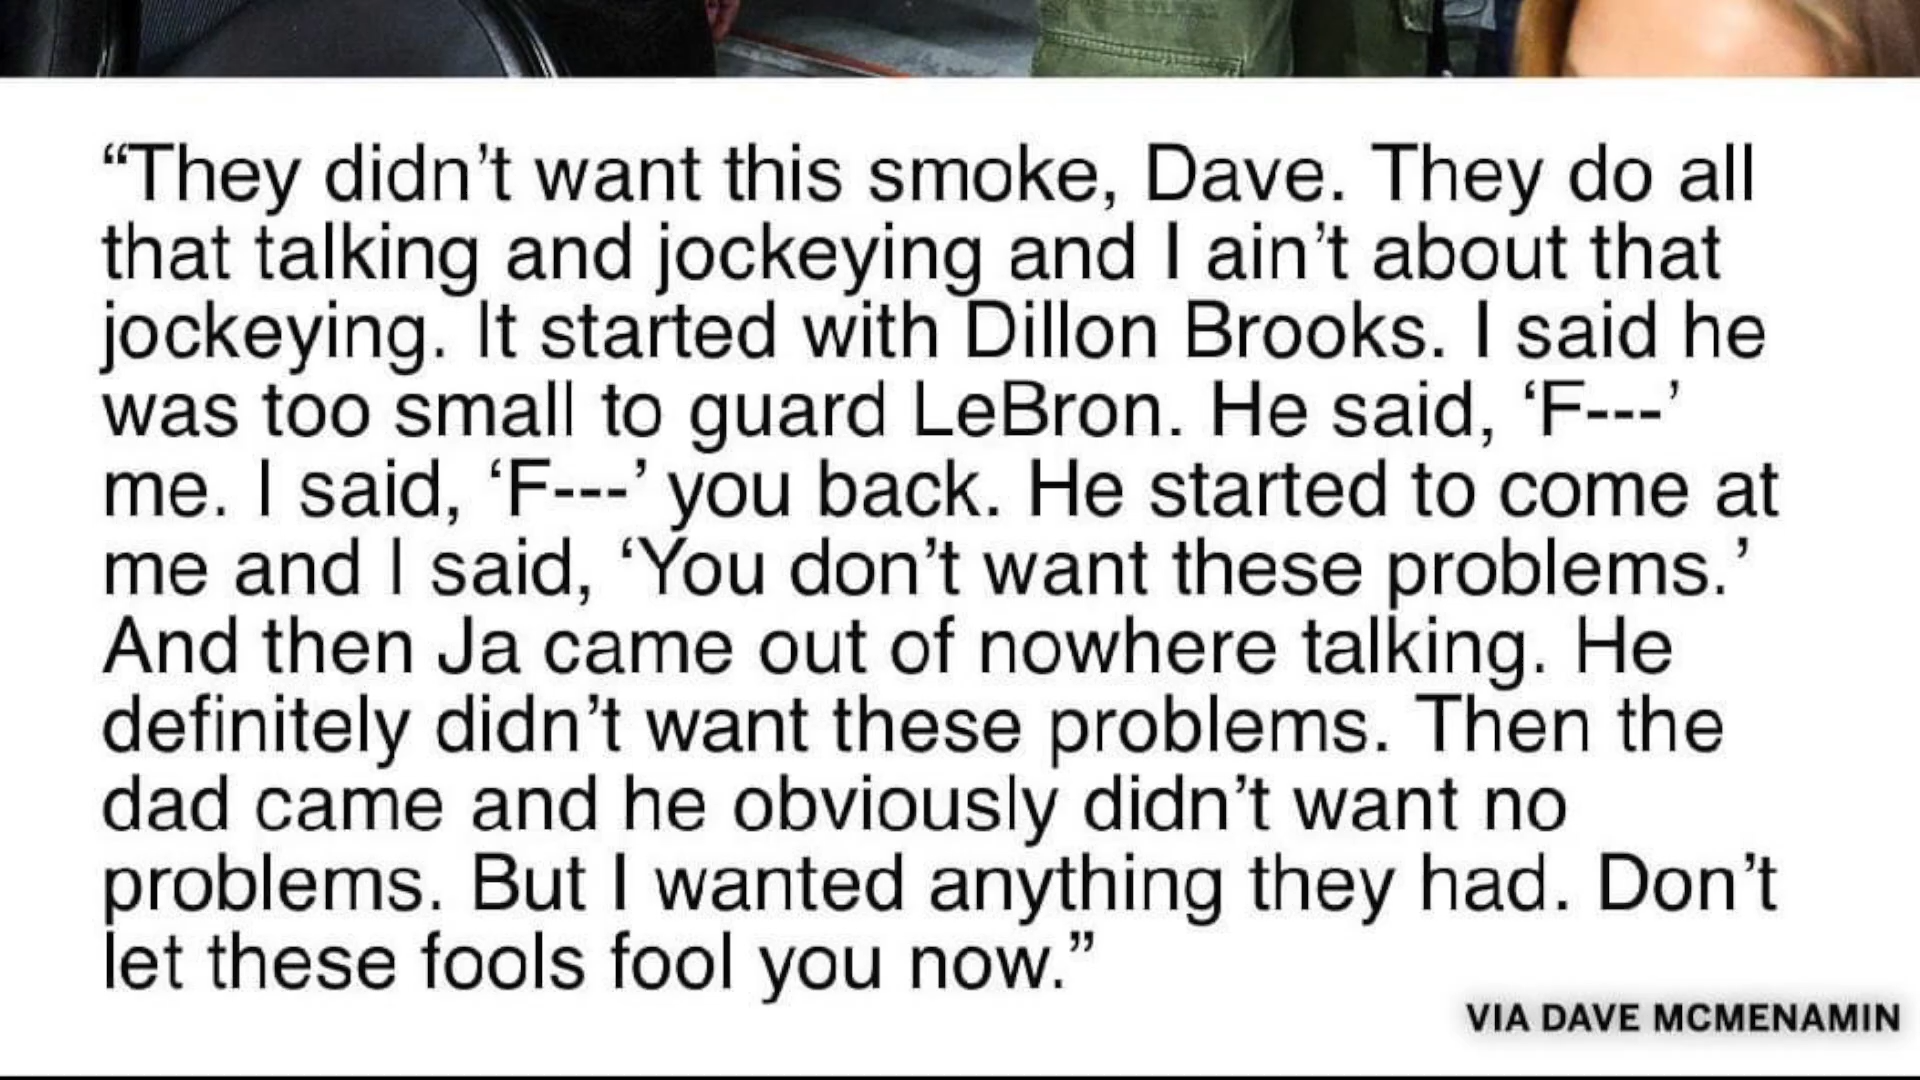 “They didn’t want this smoke, Dave. They do all
that talking and jockeying and I ain’t about that
jockeying. It started with Dillon Brooks. I said he
was too small to guard LeBron. He said, ‘F---’
me. I said, ‘F---’ you back. He started to come at
me and I said, ‘You don’t want these problems.’
And then Ja came out of nowhere talking. He
definitely didn’t want these problems. Then the
dad came and he obviously didn’t want no
problems. But I wanted anything they had. Don’t
let these fools fool you now.”
VIA DAVE MCMENAMIN